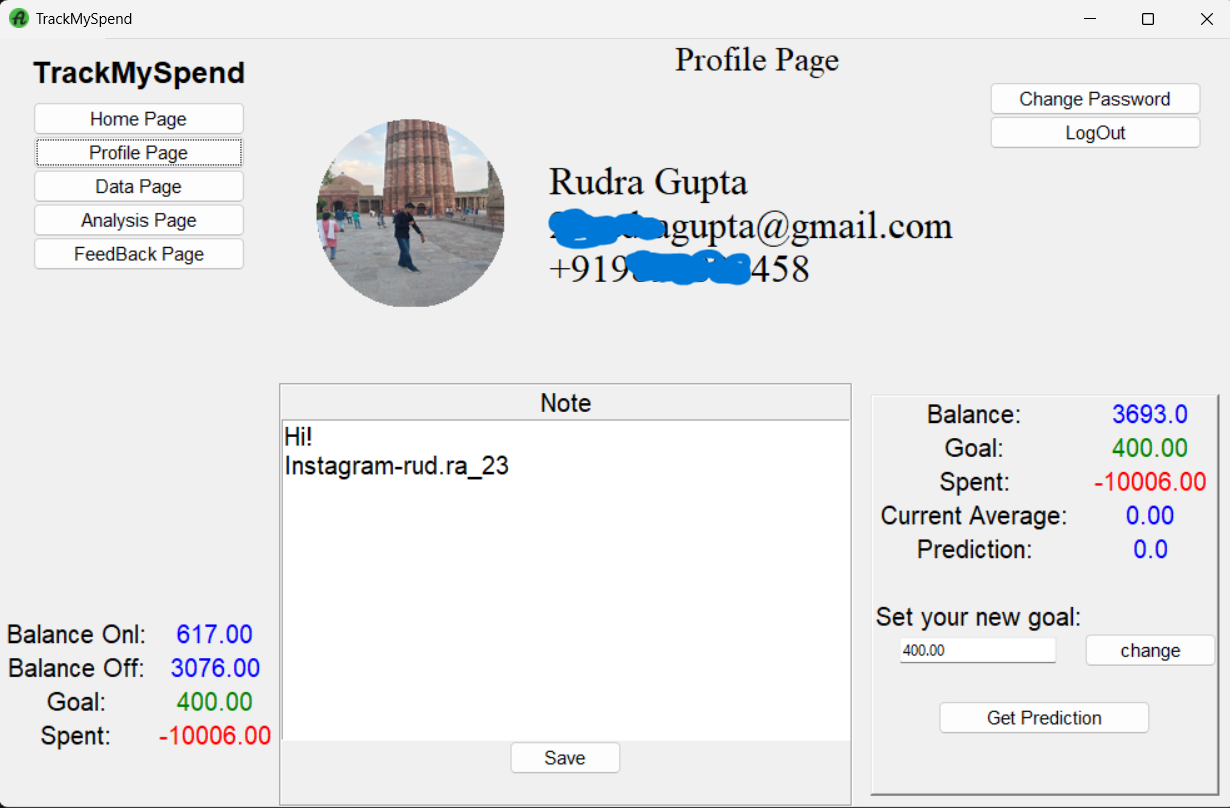 TrackMySpend
TrackMySpend
Home Page
Profile Page
Data Page
Analysis Page
FeedBack Page
Profile Page
Change Password
LogOut
Rudra Gupta
agupta@gmail.com
+919
458
Note
Hi!
Instagram-rud.ra_23
Save
Balance: 3693.0
Goal: 400.00
Spent: -10006.00
Current Average: 0.00
Prediction: 0.0
Set your new goal:
400.00
change
Get Prediction
Balance Onl: 617.00
Balance Off: 3076.00
Goal: 400.00
Spent: -10006.00